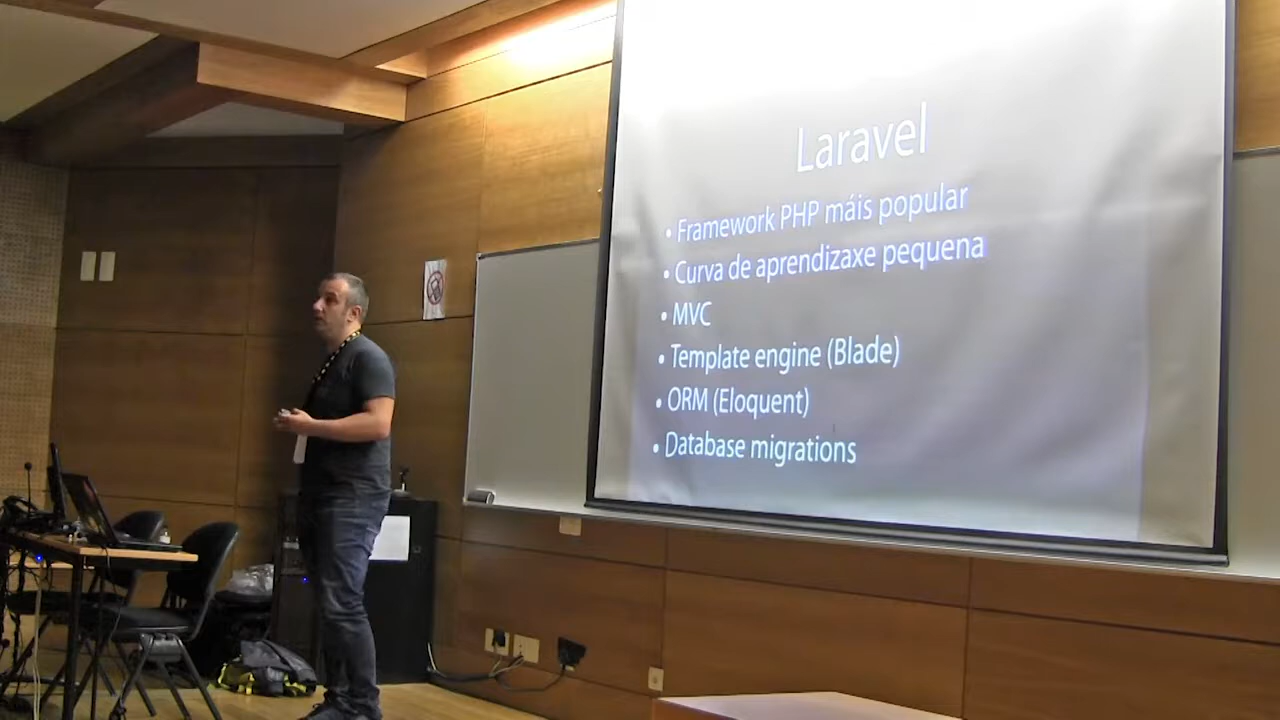 Laravel
• Framework PHP máis popular
• Curva de aprendizaxe pequena
• MVC
• Template engine (Blade)
• ORM (Eloquent)
• Database migrations